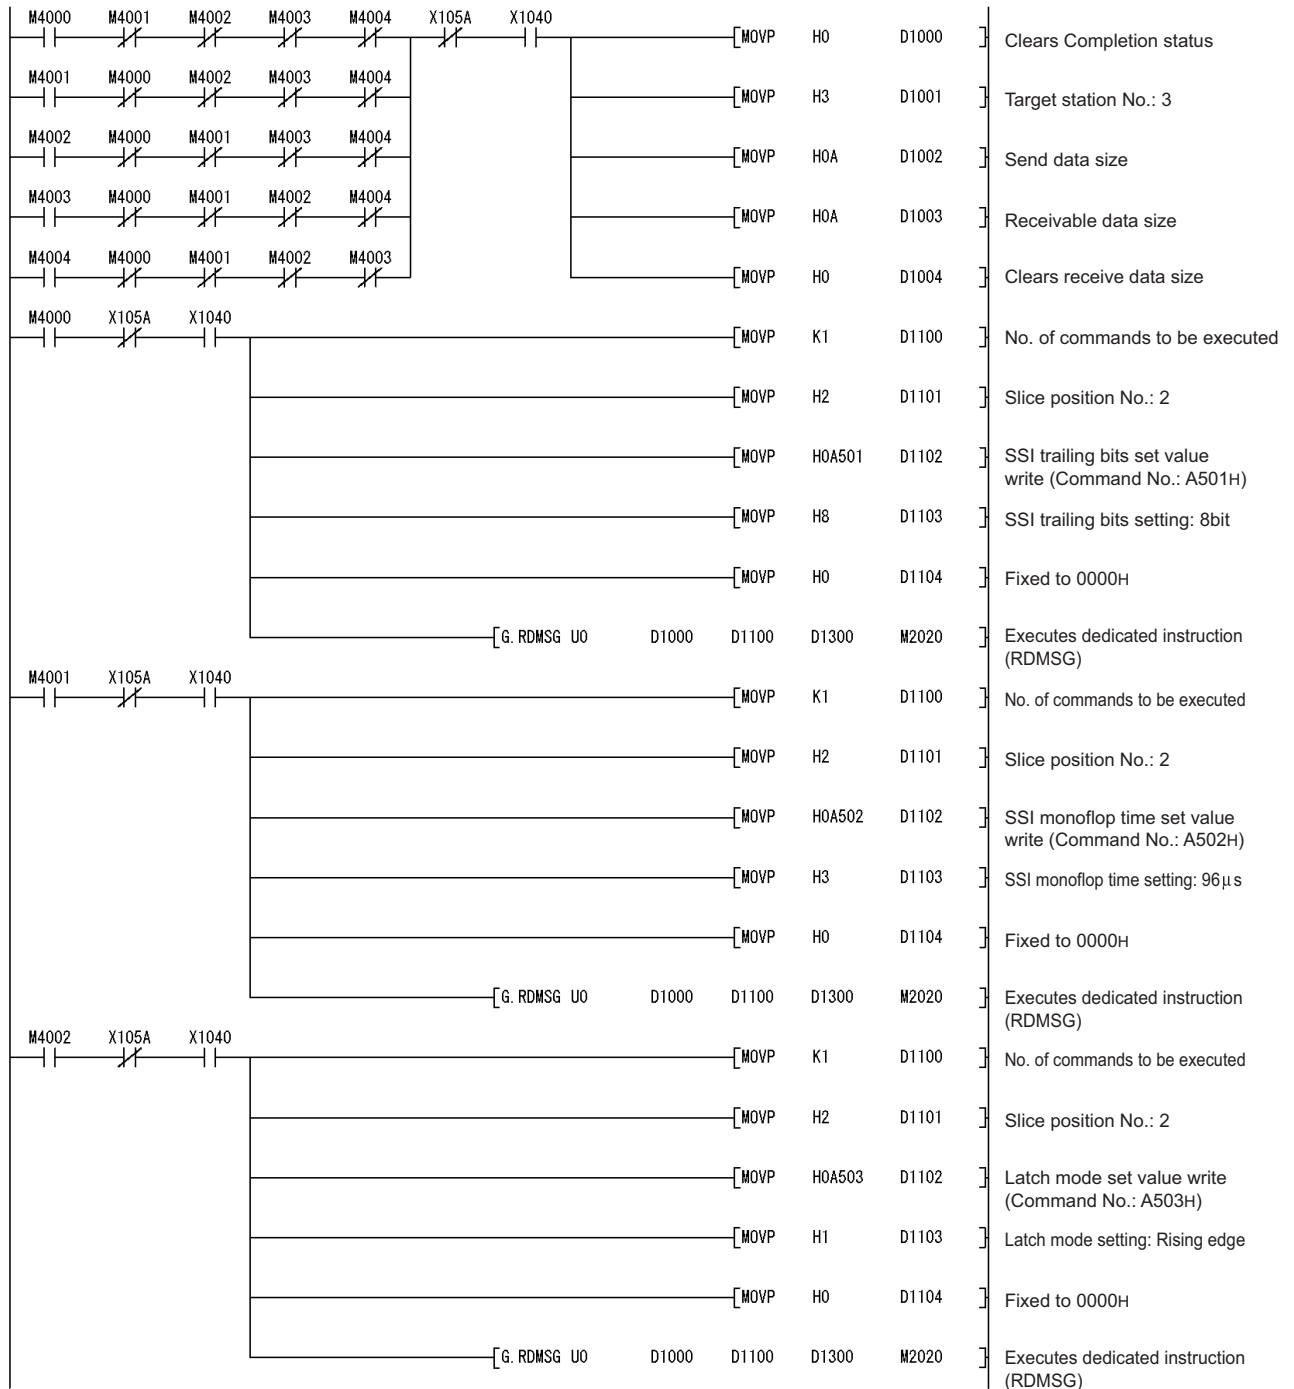 M4000 M4001 M4002 M4003 M4004 X105A X1040
MOVP H0 D1000 Clears Completion status
M4001 M4000 M4002 M4003 M4004
MOVP H3 D1001 Target station No.: 3
M4002 M4000 M4001 M4003 M4004
MOVP H0A D1002 Send data size
M4003 M4000 M4001 M4002 M4004
MOVP H0A D1003 Receivable data size
M4004 M4000 M4001 M4002 M4003
MOVP H0 D1004 Clears receive data size
M4000 X105A X1040
MOVP K1 D1100 No. of commands to be executed
MOVP H2 D1101 Slice position No.: 2
MOVP H0A501 D1102 SSI trailing bits set value
write (Command No.: A501H)
MOVP H8 D1103 SSI trailing bits setting: 8bit
MOVP H0 D1104 Fixed to 0000H
G.RDMSG U0 D1000 D1100 D1300 M2020 Executes dedicated instruction
(RDMSG)
M4001 X105A X1040
MOVP K1 D1100 No. of commands to be executed
MOVP H2 D1101 Slice position No.: 2
MOVP H0A502 D1102 SSI monoflop time set value
write (Command No.: A502H)
MOVP H3 D1103 SSI monoflop time setting: 96μs
MOVP H0 D1104 Fixed to 0000H
G.RDMSG U0 D1000 D1100 D1300 M2020 Executes dedicated instruction
(RDMSG)
M4002 X105A X1040
MOVP K1 D1100 No. of commands to be executed
MOVP H2 D1101 Slice position No.: 2
MOVP H0A503 D1102 Latch mode set value write
(Command No.: A503H)
MOVP H1 D1103 Latch mode setting: Rising edge
MOVP H0 D1104 Fixed to 0000H
G.RDMSG U0 D1000 D1100 D1300 M2020 Executes dedicated instruction
(RDMSG)